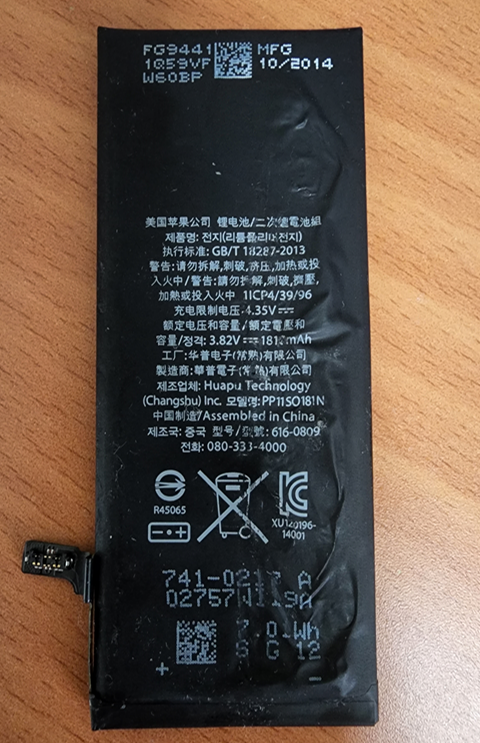 FG9441 MFG
1Q59VF 10/2014
W60BP
美国苹果公司 锂电池/二次鋰電池組
제품명: 전지(리튬폴리머전지)
执行标准: GB/T 18287-2013
警告:请勿拆解,刺破,挤压,加热或投
入火中/警告:請勿拆解,刺破,擠壓,
加熱或投入火中 1ICP4/39/96
充电限制电压:4.35V⎓
额定电压和容量/額定電壓和
容量/정격: 3.82V⎓1810mAh
工厂:华普电子(常熟)有限公司
製造商:華普電子(常熟)有限公司
제조업체: Huapu Technology
(Changshu) Inc. 모델명:PP11SO181N
中国制造/Assembled in China
제조국: 중국 型号/型號: 616-0809
전화: 080-333-4000
R45065
XU120196-
14001
741-0217 A
02757
7.01Wh
S G 12
+ −